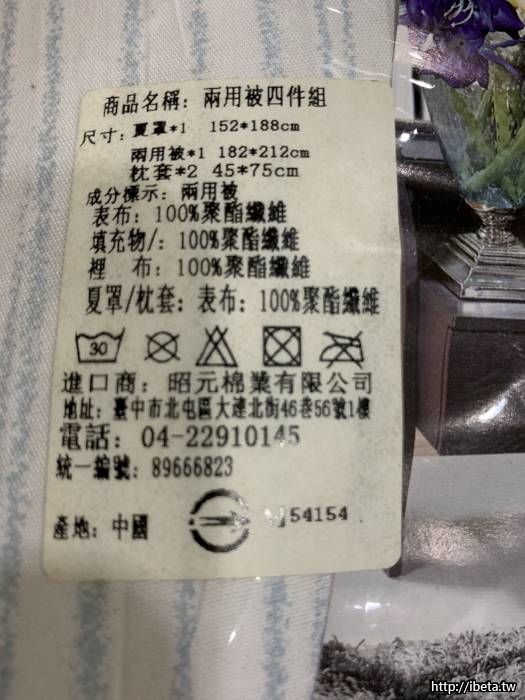 商品名稱: 兩用被四件組
尺寸: 夏罩*1 152*188cm
兩用被*1 182*212cm
枕套*2 45*75cm
成分標示: 兩用被
表布: 100%聚酯纖維
填充物/: 100%聚酯纖維
裡 布: 100%聚酯纖維
夏罩/枕套: 表布: 100%聚酯纖維
30
進口商: 昭元棉業有限公司
地址: 臺中市北屯區大連北街46巷56號1樓
電話: 04-22910145
統一編號: 89666823
產地: 中國
54154
http://ibeta.tw